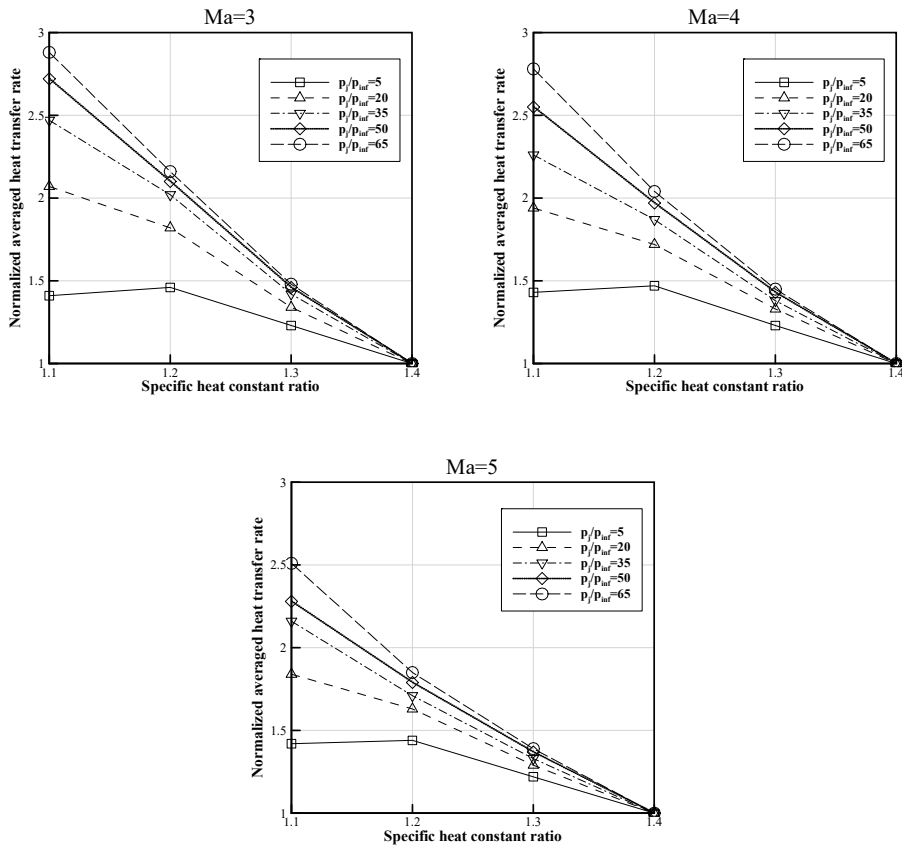 Ma=3
Normalized averaged heat transfer rate
3
2.5
2
1.5
1
1.1
1.2
1.3
1.4
Specific heat constant ratio
pj/pinf=5
pj/pinf=20
pj/pinf=35
pj/pinf=50
pj/pinf=65
Ma=4
Normalized averaged heat transfer rate
3
2.5
2
1.5
1
1.1
1.2
1.3
1.4
Specific heat constant ratio
pj/pinf=5
pj/pinf=20
pj/pinf=35
pj/pinf=50
pj/pinf=65
Ma=5
Normalized averaged heat transfer rate
3
2.5
2
1.5
1
1.1
1.2
1.3
1.4
Specific heat constant ratio
pj/pinf=5
pj/pinf=20
pj/pinf=35
pj/pinf=50
pj/pinf=65